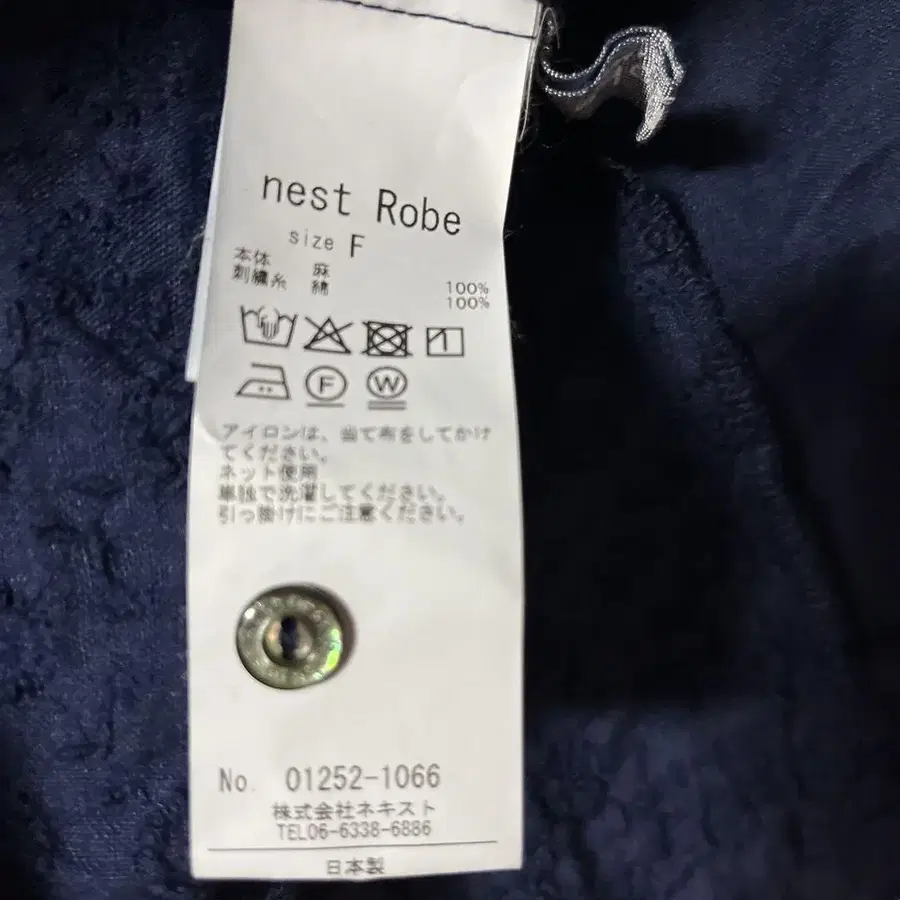 nest Robe
size F
本体 麻 100%
刺繍糸 綿 100%
1
F W
アイロンは、当て布をしてかけ
てください。
ネット使用
単独で洗濯してください。
引っ掛けにご注意ください。
No. 01252-1066
株式会社ネキスト
TEL06-6338-6886
日本製